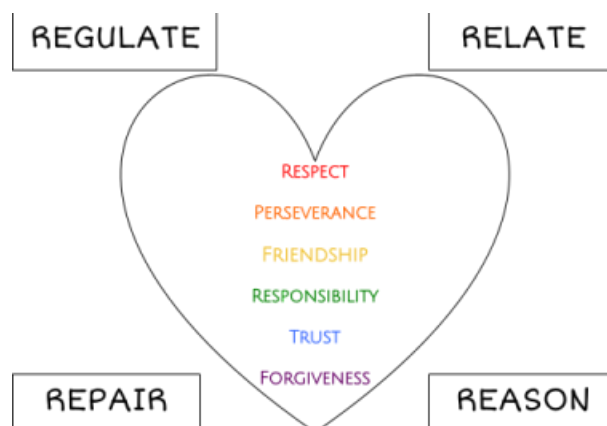 REGULATE
RELATE
RESPECT
PERSEVERANCE
FRIENDSHIP
RESPONSIBILITY
TRUST
FORGIVENESS
REPAIR
REASON